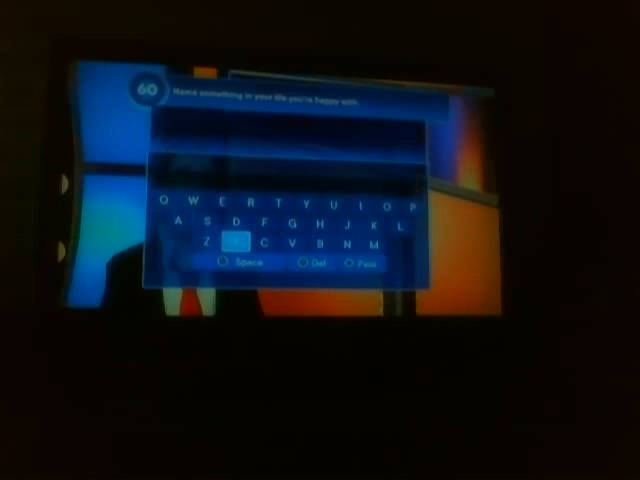 60
Name something in your life you're happy with.
Q W E R T Y U I O P
A S D F G H J K L
Z X C V B N M
Space Del Pass